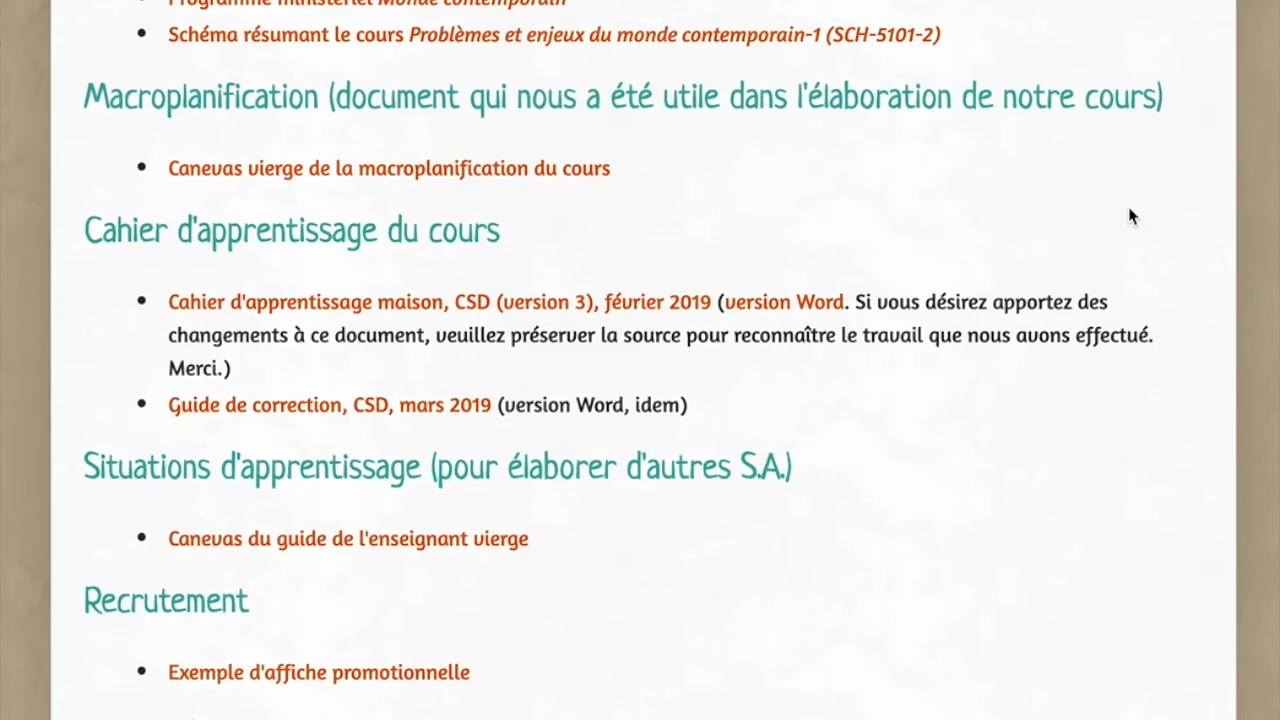 Programme ministériel Monde contemporain
Schéma résumant le cours Problèmes et enjeux du monde contemporain-1 (SCH-5101-2)
Macroplanification (document qui nous a été utile dans l'élaboration de notre cours)
Canevas vierge de la macroplanification du cours
Cahier d'apprentissage du cours
Cahier d'apprentissage maison, CSD (version 3), février 2019 (version Word. Si vous désirez apportez des
changements à ce document, veuillez préserver la source pour reconnaître le travail que nous avons effectué.
Merci.)
Guide de correction, CSD, mars 2019 (version Word, idem)
Situations d'apprentissage (pour élaborer d'autres S.A.)
Canevas du guide de l'enseignant vierge
Recrutement
Exemple d'affiche promotionnelle